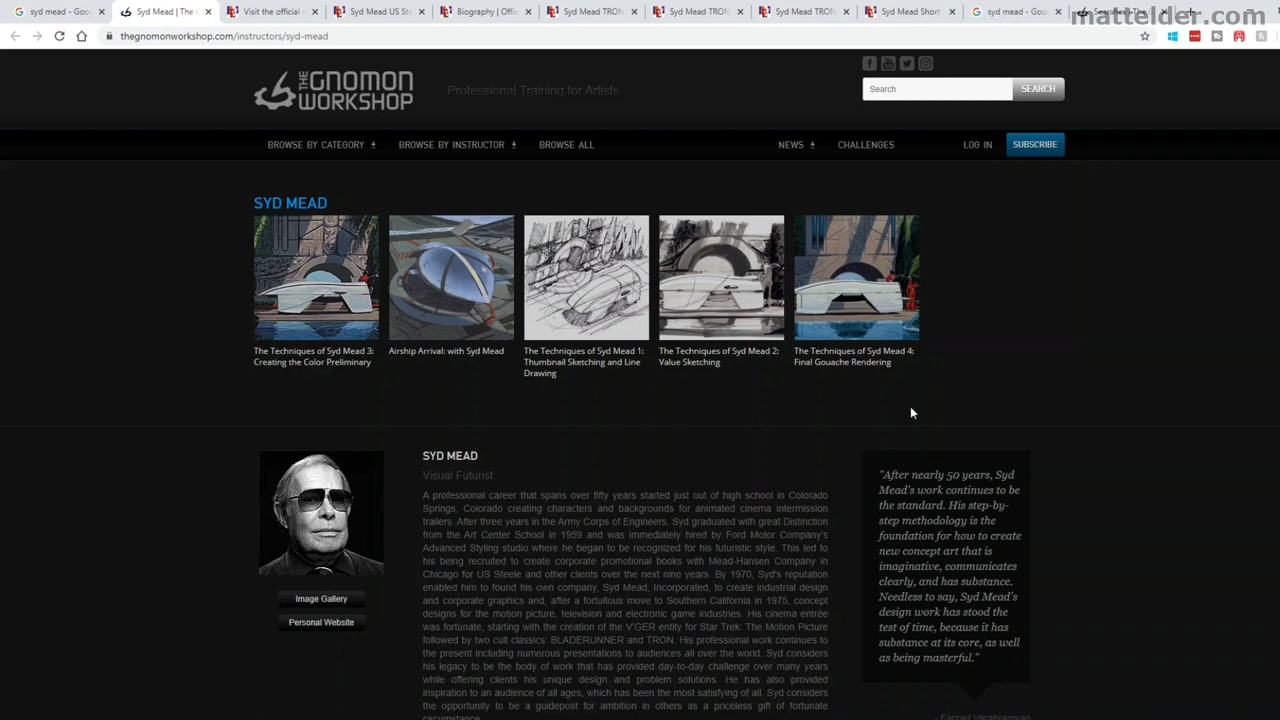 syd mead - Goo
Syd Mead | The G
Visit the official w
Syd Mead US Ste
Biography | Offic
Syd Mead TRON
Syd Mead TRON
Syd Mead TRON
Syd Mead Short
syd mead - Goo
mattelder.com
thegnomonworkshop.com/instructors/syd-mead
THE GNOMON
WORKSHOP
Professional Training for Artists
Search
SEARCH
BROWSE BY CATEGORY
BROWSE BY INSTRUCTOR
BROWSE ALL
NEWS
CHALLENGES
LOG IN
SUBSCRIBE
SYD MEAD
The Techniques of Syd Mead 3:
Creating the Color Preliminary
Airship Arrival: with Syd Mead
The Techniques of Syd Mead 1:
Thumbnail Sketching and Line
Drawing
The Techniques of Syd Mead 2:
Value Sketching
The Techniques of Syd Mead 4:
Final Gouache Rendering
Image Gallery
Personal Website
SYD MEAD
Visual Futurist
A professional career that spans over fifty years started just out of high school in Colorado
Springs, Colorado creating characters and backgrounds for animated cinema intermission
trailers. After three years in the Army Corps of Engineers, Syd graduated with great Distinction
from the Art Center School in 1959 and was immediately hired by Ford Motor Company's
Advanced Styling studio where he began to be recognized for his futuristic style. This led to
his being recruited to create corporate promotional books with Mead-Hansen Company in
Chicago for US Steele and other clients over the next nine years. By 1970, Syd's reputation
enabled him to found his own company, Syd Mead, Incorporated, to create industrial design
and corporate graphics and, after a fortuitous move to Southern California in 1975, concept
designs for the motion picture, television and electronic game industries. His cinema entrée
was fortunate, starting with the creation of the V'GER entity for Star Trek: The Motion Picture
followed by two cult classics: BLADERUNNER and TRON. His professional work continues to
the present including numerous presentations to audiences all over the world. Syd considers
his legacy to be the body of work that has provided day-to-day challenge over many years
while offering clients his unique design and problem solutions. He has also provided
inspiration to an audience of all ages, which has been the most satisfying of all. Syd considers
the opportunity to be a guidepost for ambition in others as a priceless gift of fortunate
circumstance.
"After nearly 50 years, Syd
Mead's work continues to be
the standard. His step-by-
step methodology is the
foundation for how to create
new concept art that is
imaginative, communicates
clearly, and has substance.
Needless to say, Syd Mead's
design work has stood the
test of time, because it has
substance at its core, as well
as being masterful."
- Farzad Varahramyan